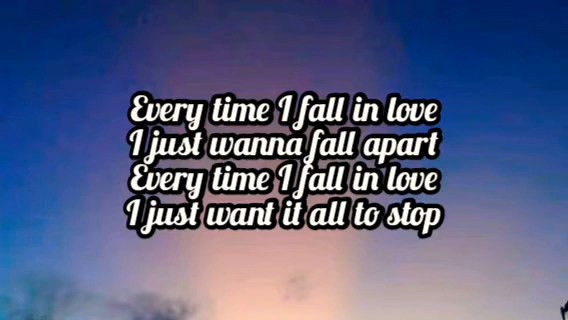 Every time I fall in love
I just wanna fall apart
Every time I fall in love
I just want it all to stop